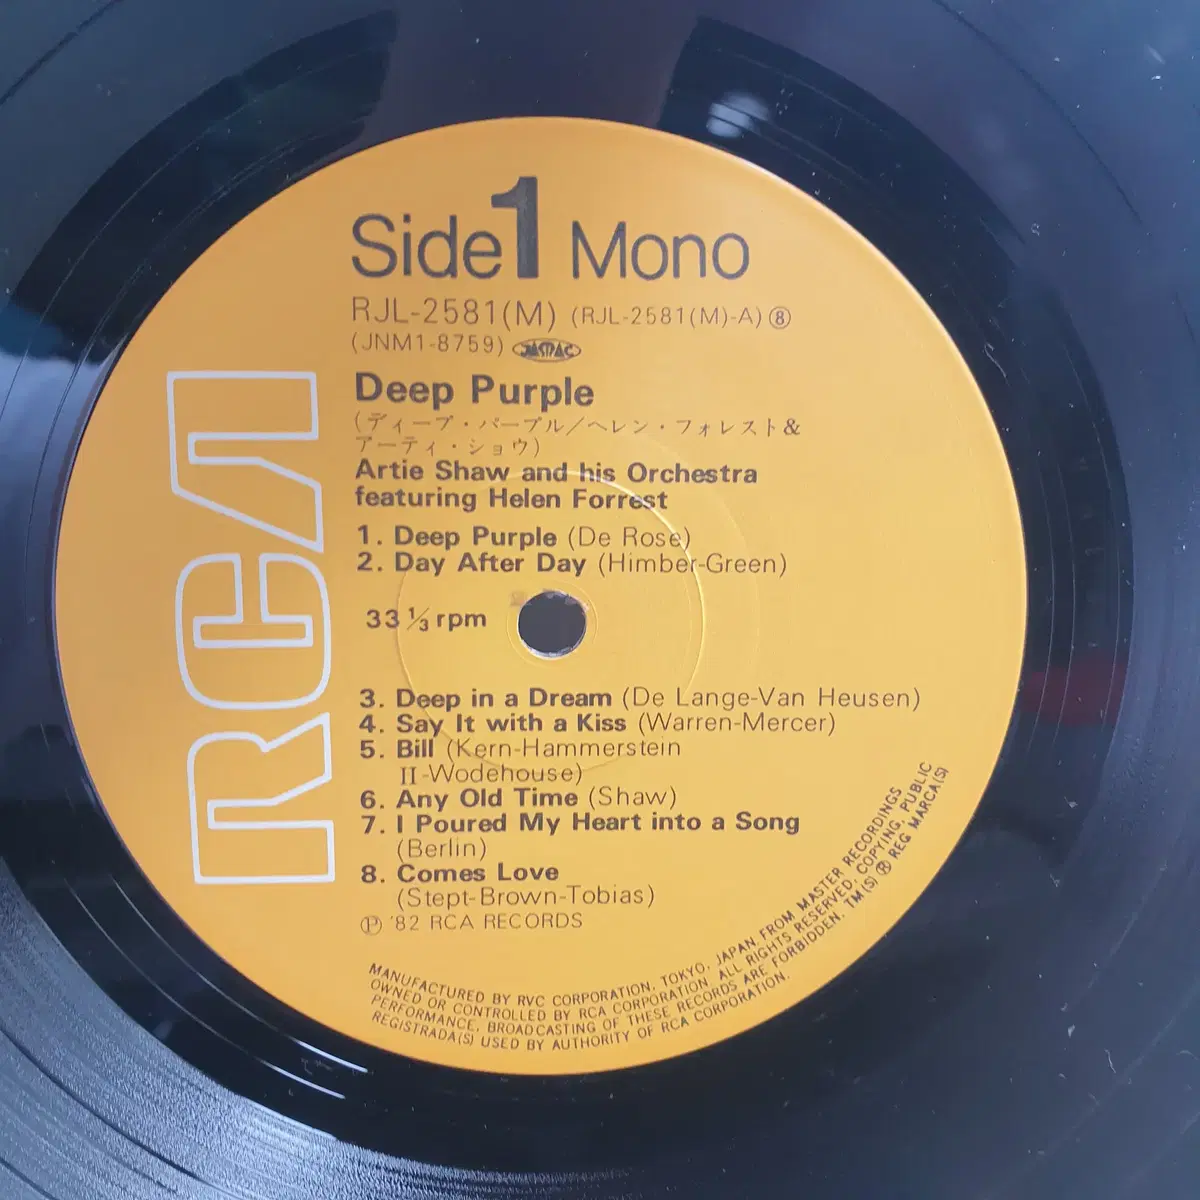 Side 1 Mono
RJL-2581(M) (RJL-2581(M)-A) ⑧
(JNM1-8759) JASRAC
Deep Purple
(ディープ・パープル/ヘレン・フォレスト&
アーティ・ショウ)
Artie Shaw and his Orchestra
featuring Helen Forrest
1. Deep Purple (De Rose)
2. Day After Day (Himber-Green)
33 ⅓ rpm
3. Deep in a Dream (De Lange-Van Heusen)
4. Say It with a Kiss (Warren-Mercer)
5. Bill (Kern-Hammerstein
II-Wodehouse)
6. Any Old Time (Shaw)
7. I Poured My Heart into a Song
(Berlin)
8. Comes Love
(Stept-Brown-Tobias)
Ⓟ '82 RCA RECORDS
MANUFACTURED BY RVC CORPORATION, TOKYO, JAPAN, FROM MASTER RECORDINGS
OWNED OR CONTROLLED BY RCA CORPORATION. ALL RIGHTS RESERVED. COPYING, PUBLIC
PERFORMANCE, BROADCASTING OF THESE RECORDS ARE FORBIDDEN. TM(S) ® REG MARCA(S)
REGISTRADA(S) USED BY AUTHORITY OF RCA CORPORATION.
RCA